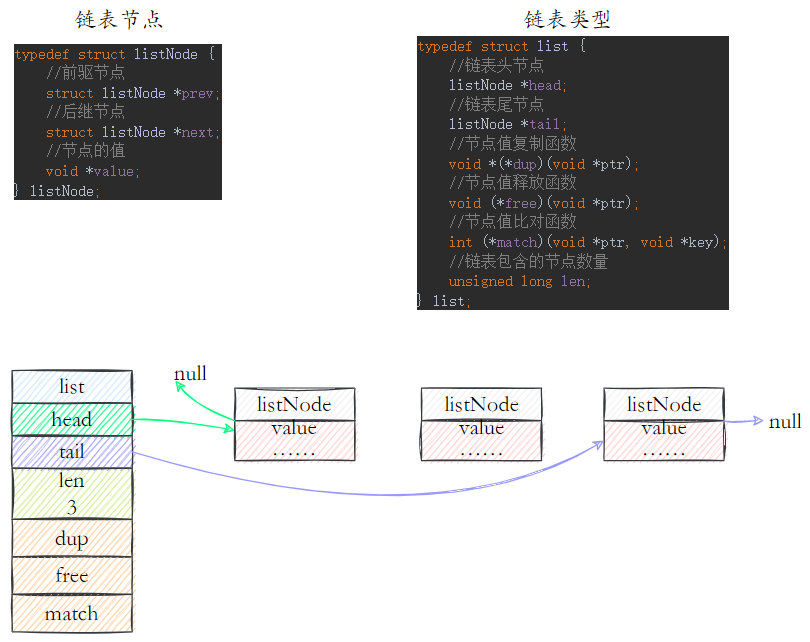 链表节点
typedef struct listNode {
//前驱节点
struct listNode *prev;
//后继节点
struct listNode *next;
//节点的值
void *value;
} listNode;
链表类型
typedef struct list {
//链表头节点
listNode *head;
//链表尾节点
listNode *tail;
//节点值复制函数
void *(*dup)(void *ptr);
//节点值释放函数
void (*free)(void *ptr);
//节点值比对函数
int (*match)(void *ptr, void *key);
//链表包含的节点数量
unsigned long len;
} list;
list
head
tail
len
3
dup
free
match
null
listNode
value
......
listNode
value
......
listNode
value
......
null